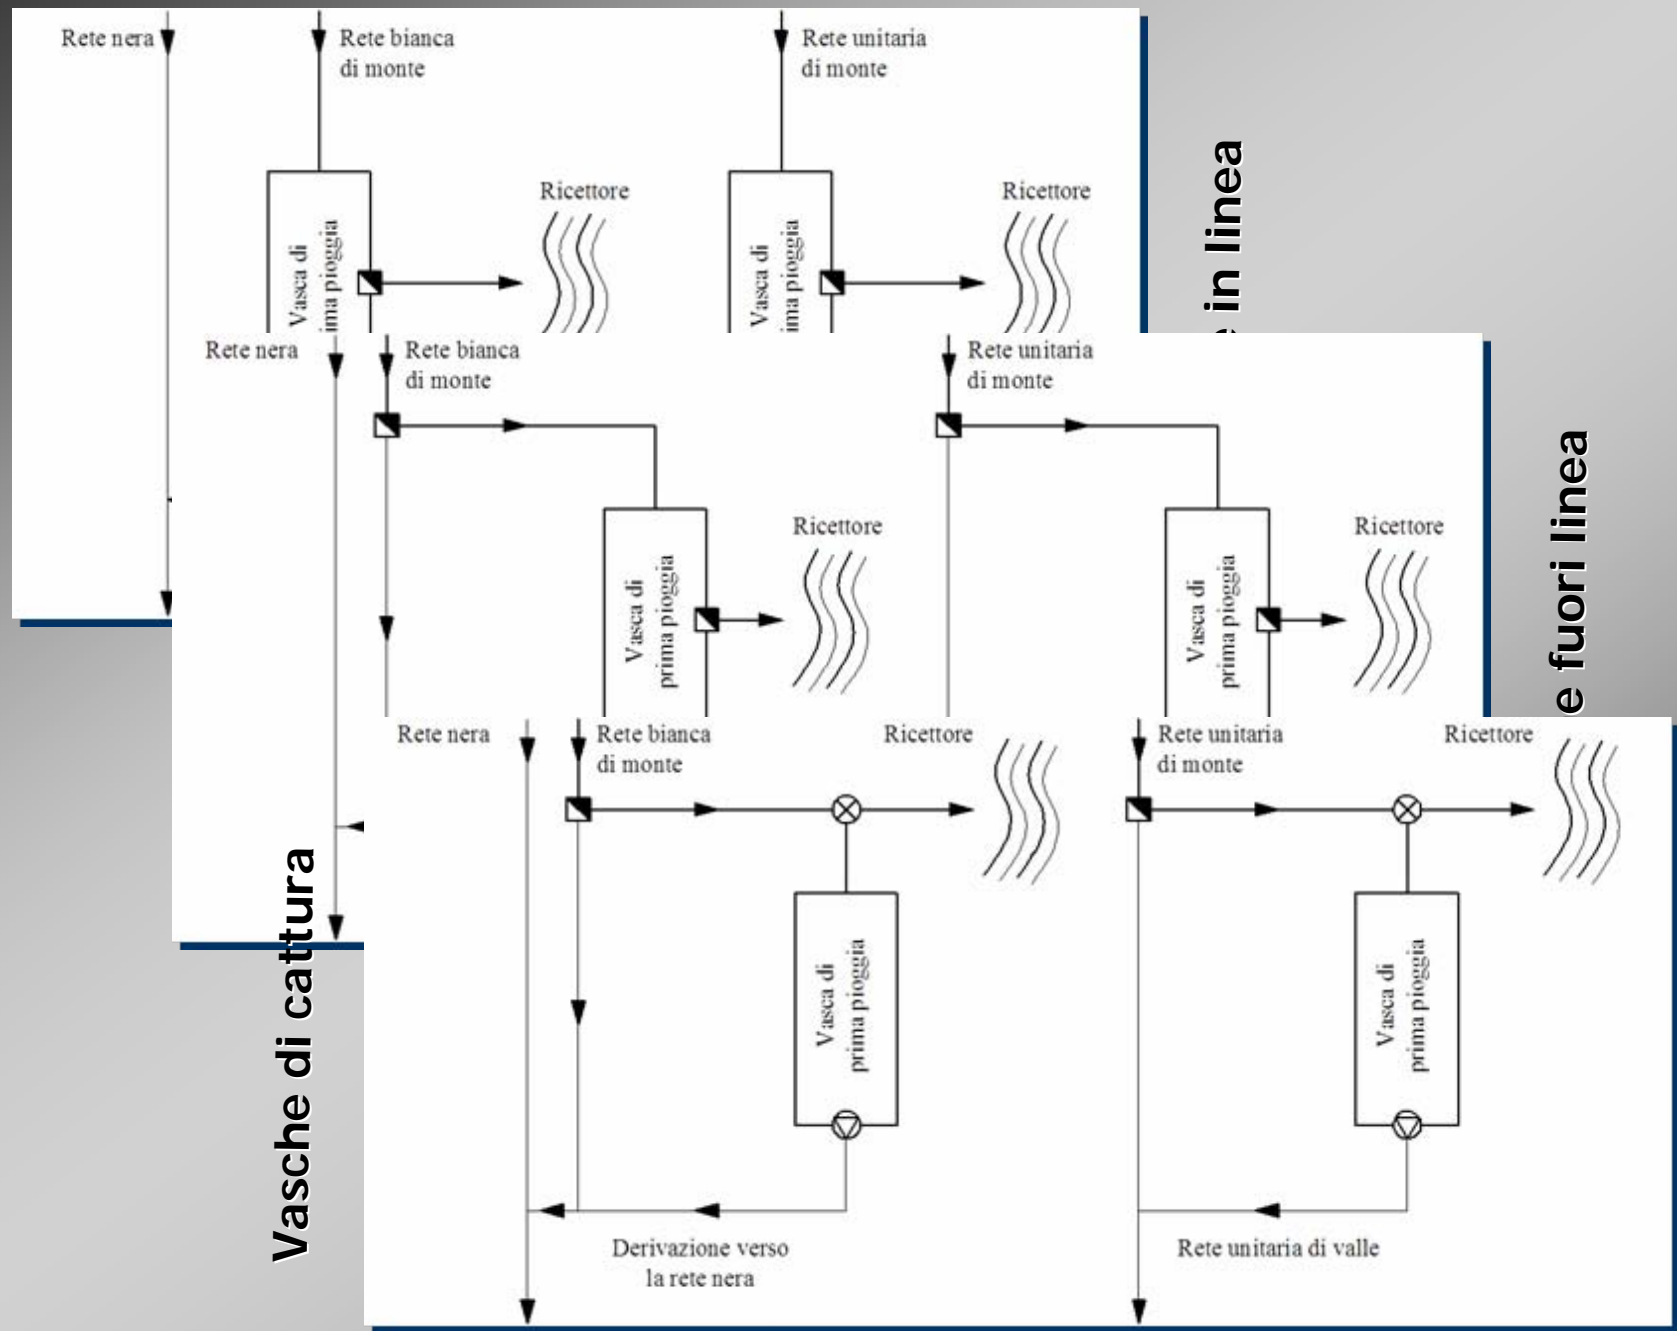 Rete nera
Rete bianca
di monte
Rete unitaria
di monte
Ricettore
Ricettore
Vasca di
ima pioggia
Vasca di
ima pioggia
e in linea
Rete nera
Rete bianca
di monte
Rete unitaria
di monte
Ricettore
Ricettore
Vasca di
prima pioggia
Vasca di
prima pioggia
e fuori linea
Rete nera
Rete bianca
di monte
Ricettore
Rete unitaria
di monte
Ricettore
Vasca di
prima pioggia
Vasca di
prima pioggia
Derivazione verso
la rete nera
Rete unitaria di valle
Vasche di cattura